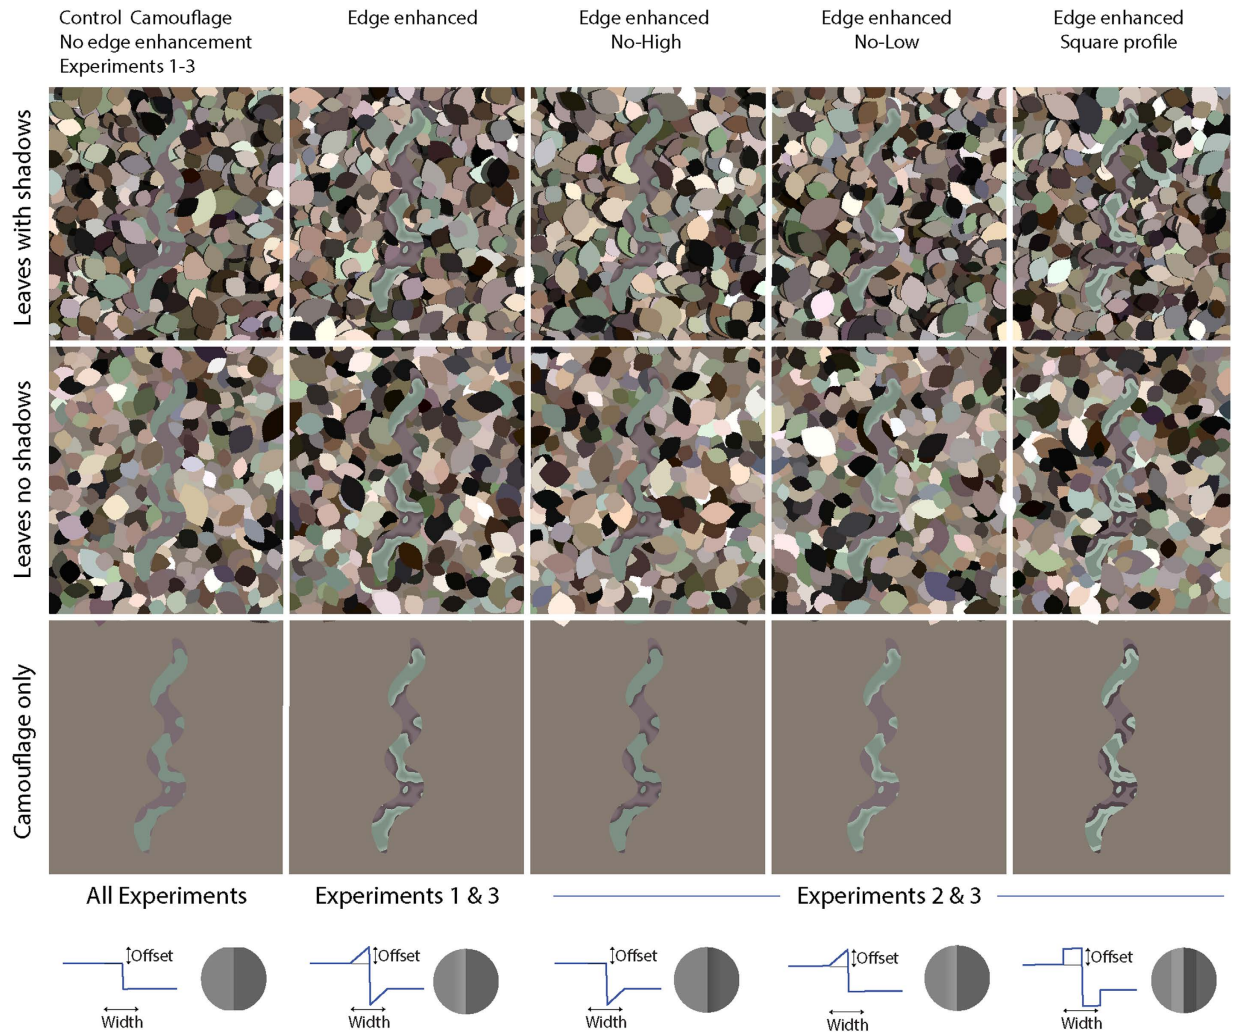 Control Camouflage
No edge enhancement
Experiments 1-3
Edge enhanced
Edge enhanced
No-High
Edge enhanced
No-Low
Edge enhanced
Square profile
Leaves with shadows
Leaves no shadows
Camouflage only
All Experiments
Experiments 1 & 3
Experiments 2 & 3
Offset
Width
Offset
Width
Offset
Width
Offset
Width
Offset
Width